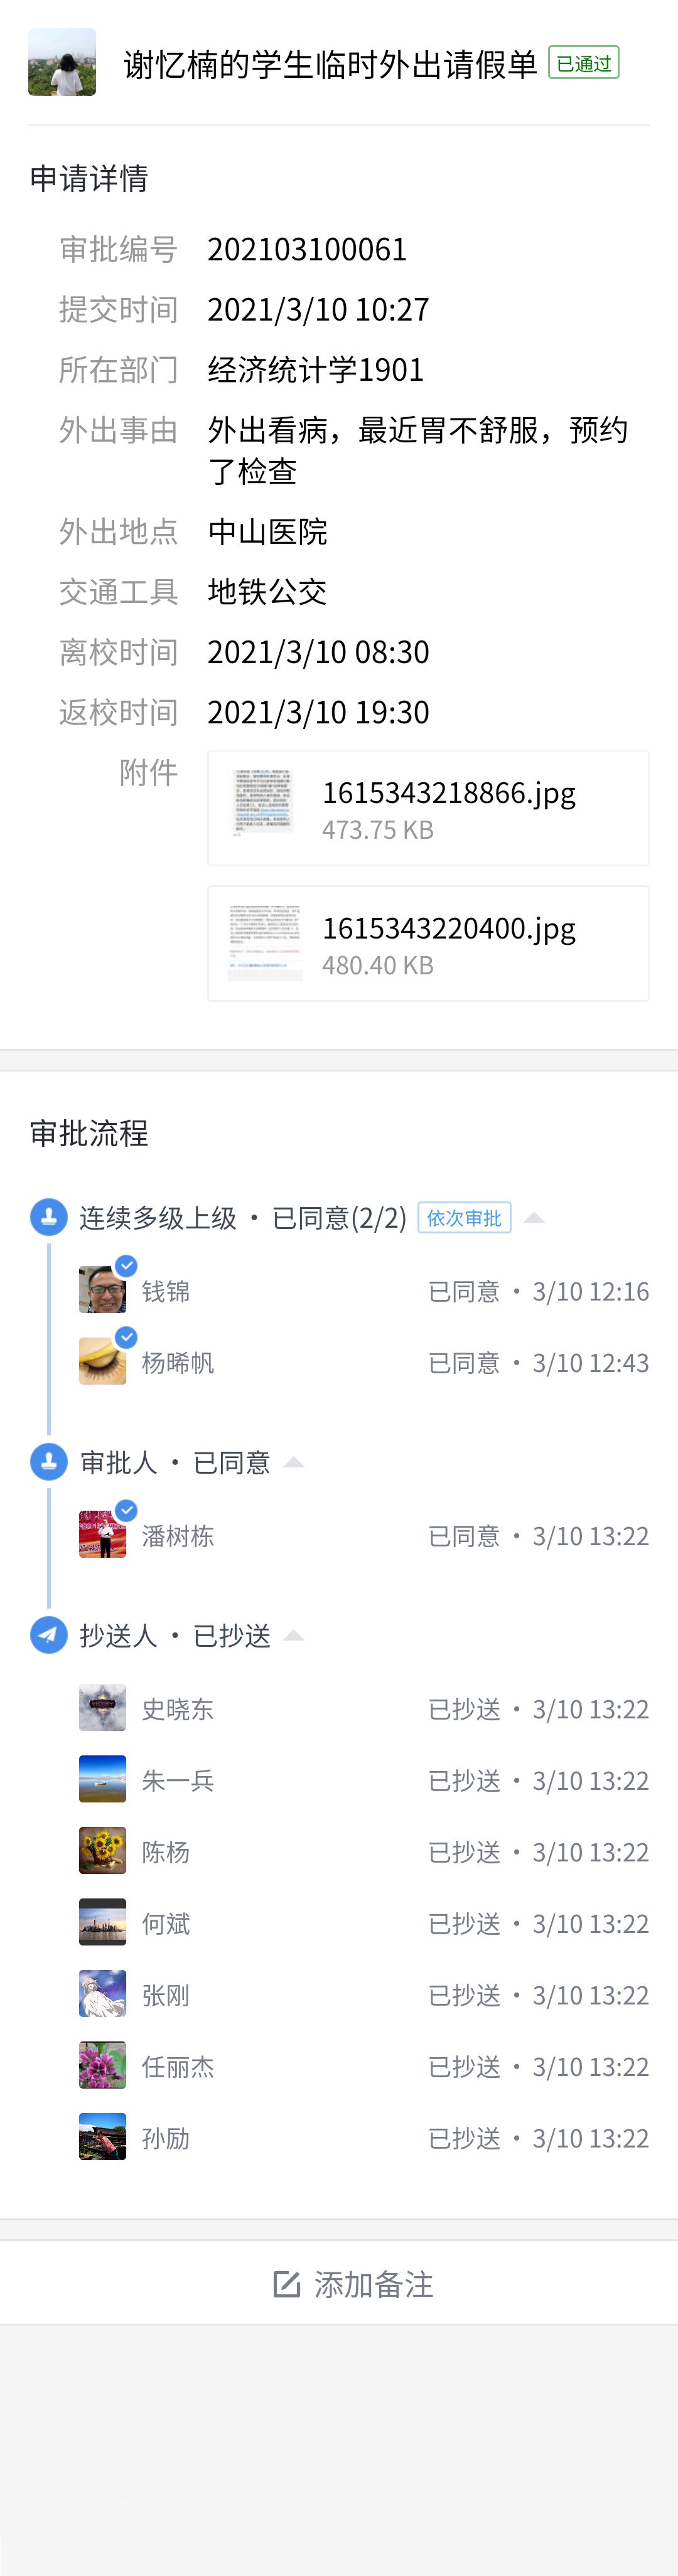 谢忆楠的学生临时外出请假单 已通过
申请详情
审批编号 202103100061
提交时间 2021/3/10 10:27
所在部门 经济统计学1901
外出事由 外出看病，最近胃不舒服，预约
了检查
外出地点 中山医院
交通工具 地铁公交
离校时间 2021/3/10 08:30
返校时间 2021/3/10 19:30
附件
1615343218866.jpg
473.75 KB
1615343220400.jpg
480.40 KB
审批流程
连续多级上级 · 已同意(2/2) 依次审批
钱锦 已同意 · 3/10 12:16
杨晞帆 已同意 · 3/10 12:43
审批人 · 已同意
潘树栋 已同意 · 3/10 13:22
抄送人 · 已抄送
史晓东 已抄送 · 3/10 13:22
朱一兵 已抄送 · 3/10 13:22
陈杨 已抄送 · 3/10 13:22
何斌 已抄送 · 3/10 13:22
张刚 已抄送 · 3/10 13:22
任丽杰 已抄送 · 3/10 13:22
孙励 已抄送 · 3/10 13:22
添加备注